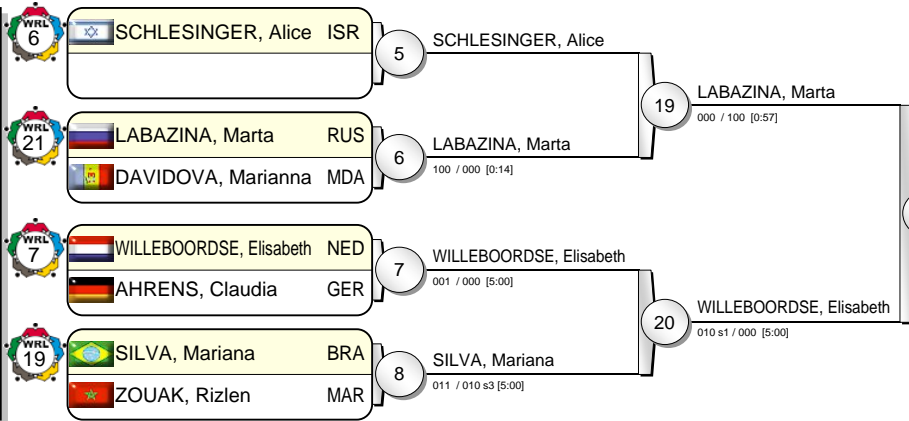 WRL
6
SCHLESINGER, Alice ISR
5
SCHLESINGER, Alice
19
LABAZINA, Marta
000 / 100 [0:57]
WRL
21
LABAZINA, Marta RUS
DAVIDOVA, Marianna MDA
6
LABAZINA, Marta
100 / 000 [0:14]
WRL
7
WILLEBOORDSE, Elisabeth NED
AHRENS, Claudia GER
7
WILLEBOORDSE, Elisabeth
001 / 000 [5:00]
20
WILLEBOORDSE, Elisabeth
010 s1 / 000 [5:00]
WRL
19
SILVA, Mariana BRA
ZOUAK, Rizlen MAR
8
SILVA, Mariana
011 / 010 s3 [5:00]